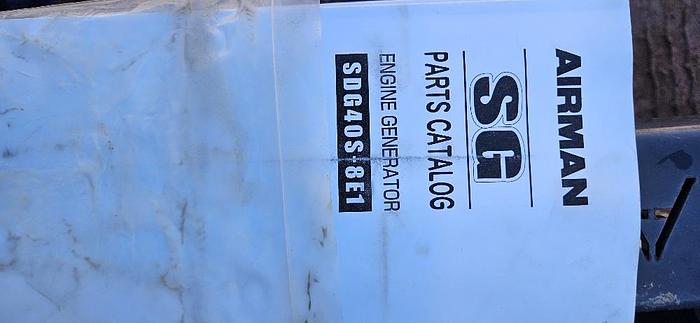 AIRMAN
SG
PARTS CATALOG
ENGINE GENERATOR
SDG40S-8E1